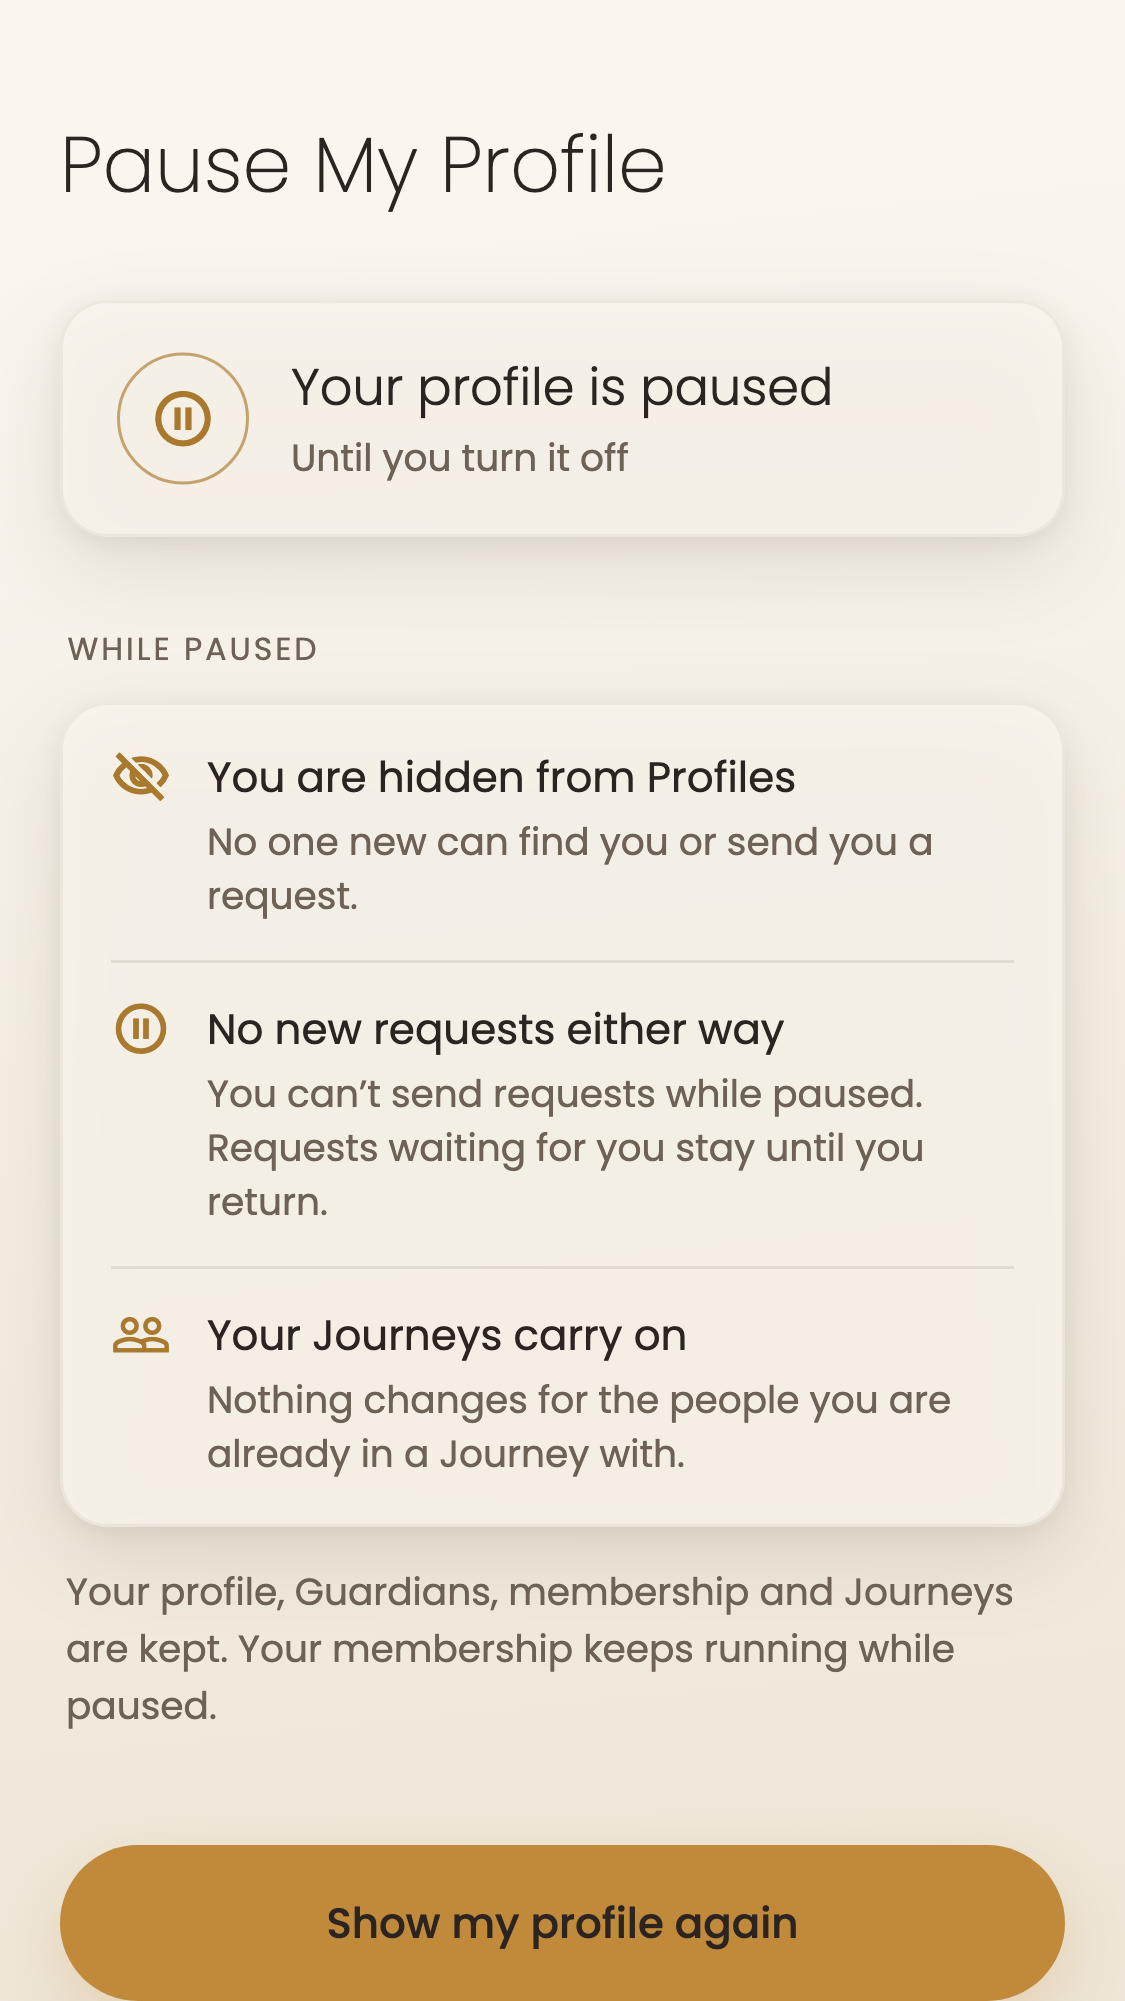 Pause My Profile
Your profile is paused
Until you turn it off
WHILE PAUSED
You are hidden from Profiles
No one new can find you or send you a
request.
No new requests either way
You can’t send requests while paused.
Requests waiting for you stay until you
return.
Your Journeys carry on
Nothing changes for the people you are
already in a Journey with.
Your profile, Guardians, membership and Journeys
are kept. Your membership keeps running while
paused.
Show my profile again